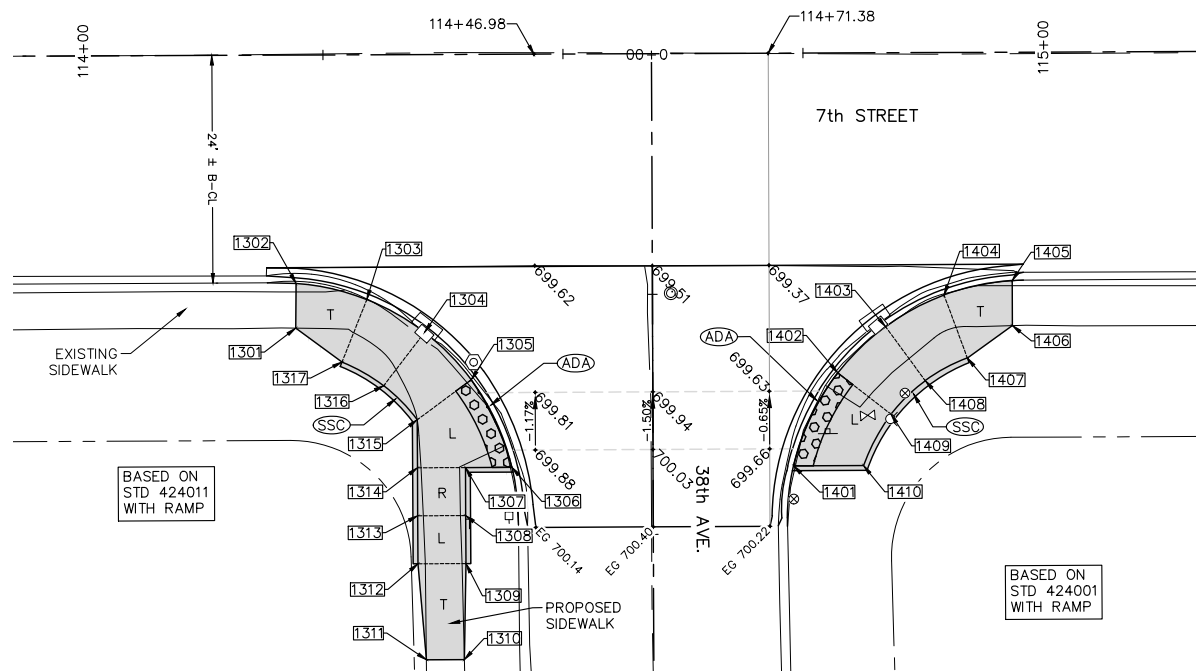 114+46.98
114+71.38
114+00
00+0
115+00
7th STREET
24' ± B-CL
1302
1303
1404
1405
699.62
699.51
699.37
1304
1403
T
T
1301
EXISTING
SIDEWALK
1305
ADA
ADA
1402
1406
1317
699.63
1407
1316
699.81
699.94
-1.17%
-1.50%
-0.65%
1408
SSC
L
L
SSC
1315
1409
699.88
700.03
699.66
BASED ON
STD 424011
WITH RAMP
1314
1307
1306
1401
1410
R
38th AVE.
1313
1308
L
EG 700.14
EG 700.40
EG 700.22
1312
1309
BASED ON
STD 424001
WITH RAMP
T
PROPOSED
SIDEWALK
1311
1310